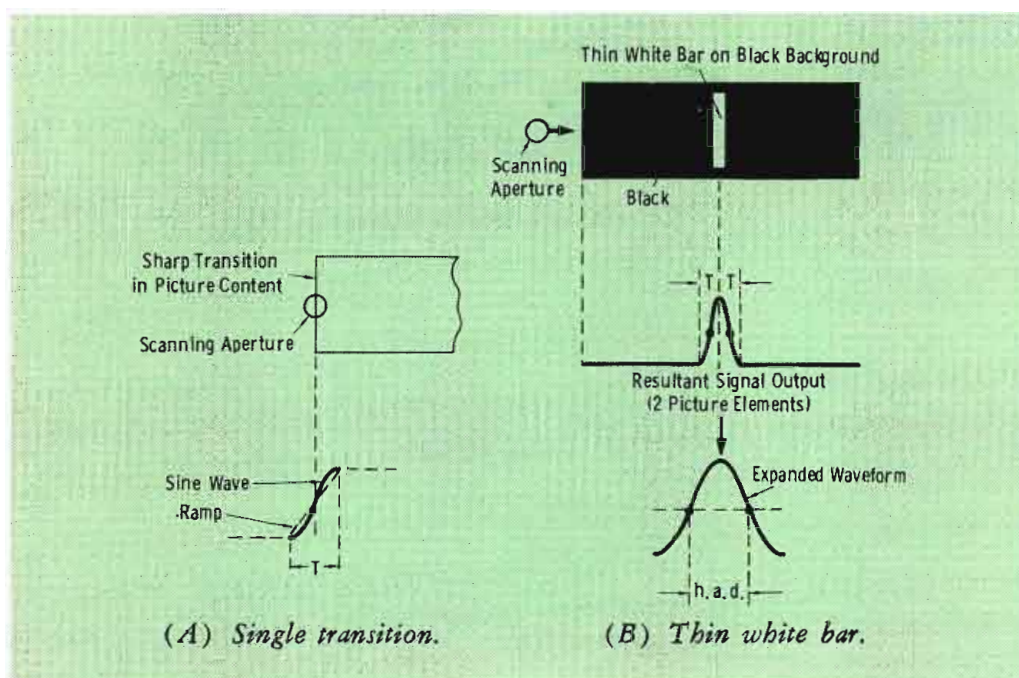 Thin White Bar on Black Background
Scanning
Aperture
Black
Sharp Transition
in Picture Content
Scanning Aperture
T T
Resultant Signal Output
(2 Picture Elements)
Sine Wave
Ramp
T
Expanded Waveform
h.a.d.
(A) Single transition.
(B) Thin white bar.